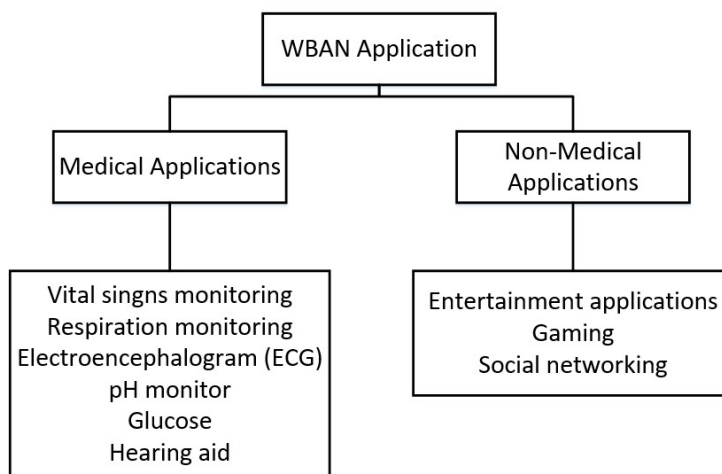 WBAN Application
Medical Applications
Non-Medical
Applications
Vital singns monitoring
Respiration monitoring
Electroencephalogram (ECG)
pH monitor
Glucose
Hearing aid
Entertainment applications
Gaming
Social networking